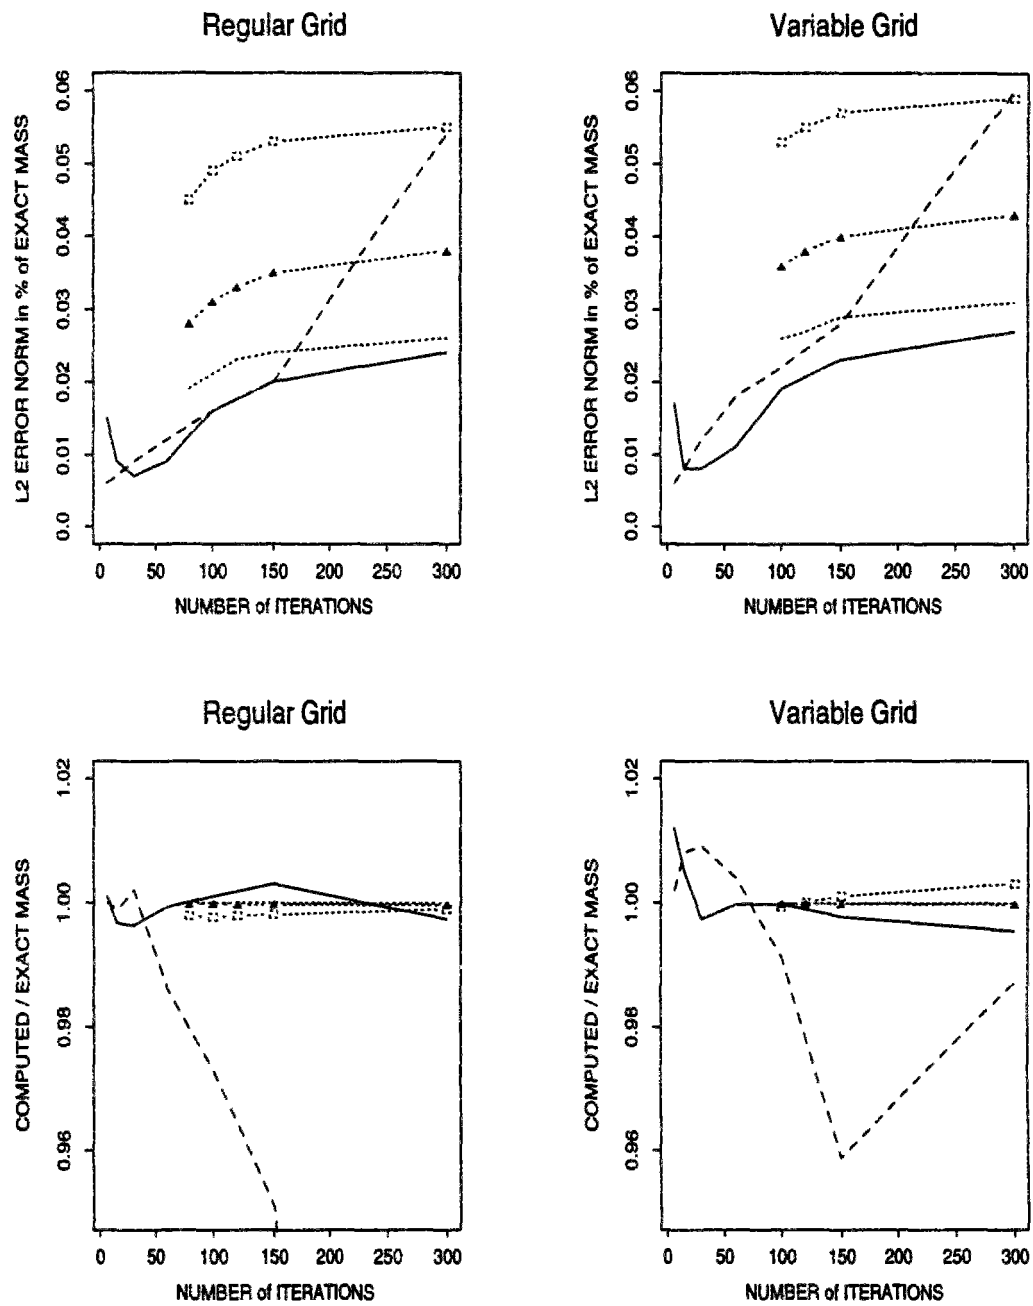 Regular Grid
Variable Grid
L2 ERROR NORM in % of EXACT MASS
0.06
0.05
0.04
0.03
0.02
0.01
0.0
0 50 100 150 200 250 300
NUMBER of ITERATIONS
L2 ERROR NORM in % of EXACT MASS
0.06
0.05
0.04
0.03
0.02
0.01
0.0
0 50 100 150 200 250 300
NUMBER of ITERATIONS
Regular Grid
Variable Grid
COMPUTED / EXACT MASS
1.02
1.00
0.98
0.96
0 50 100 150 200 250 300
NUMBER of ITERATIONS
COMPUTED / EXACT MASS
1.02
1.00
0.98
0.96
0 50 100 150 200 250 300
NUMBER of ITERATIONS